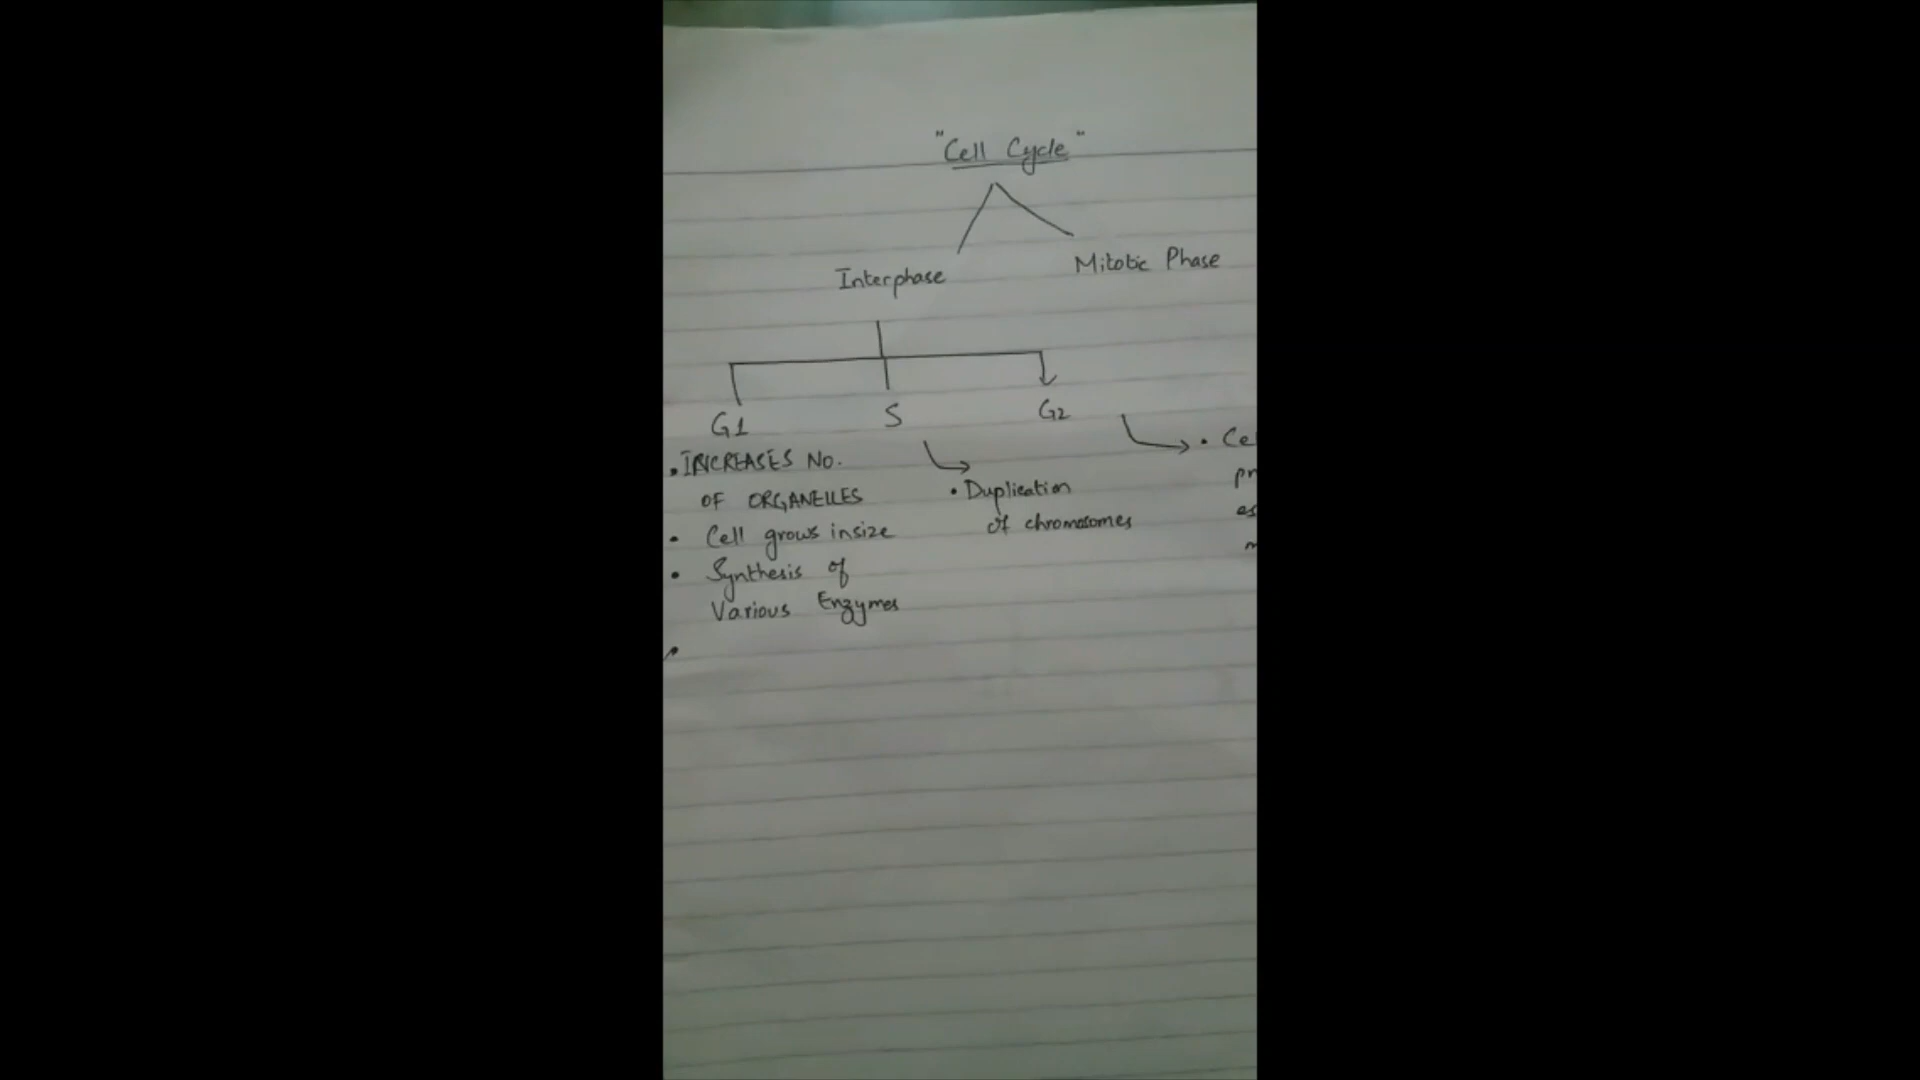 "Cell Cycle"
Interphase
Mitotic Phase
G1
S
G2
• INCREASES NO.
OF ORGANELLES
• Cell grows in size
• Synthesis of
Various Enzymes
• Duplication
of chromosomes